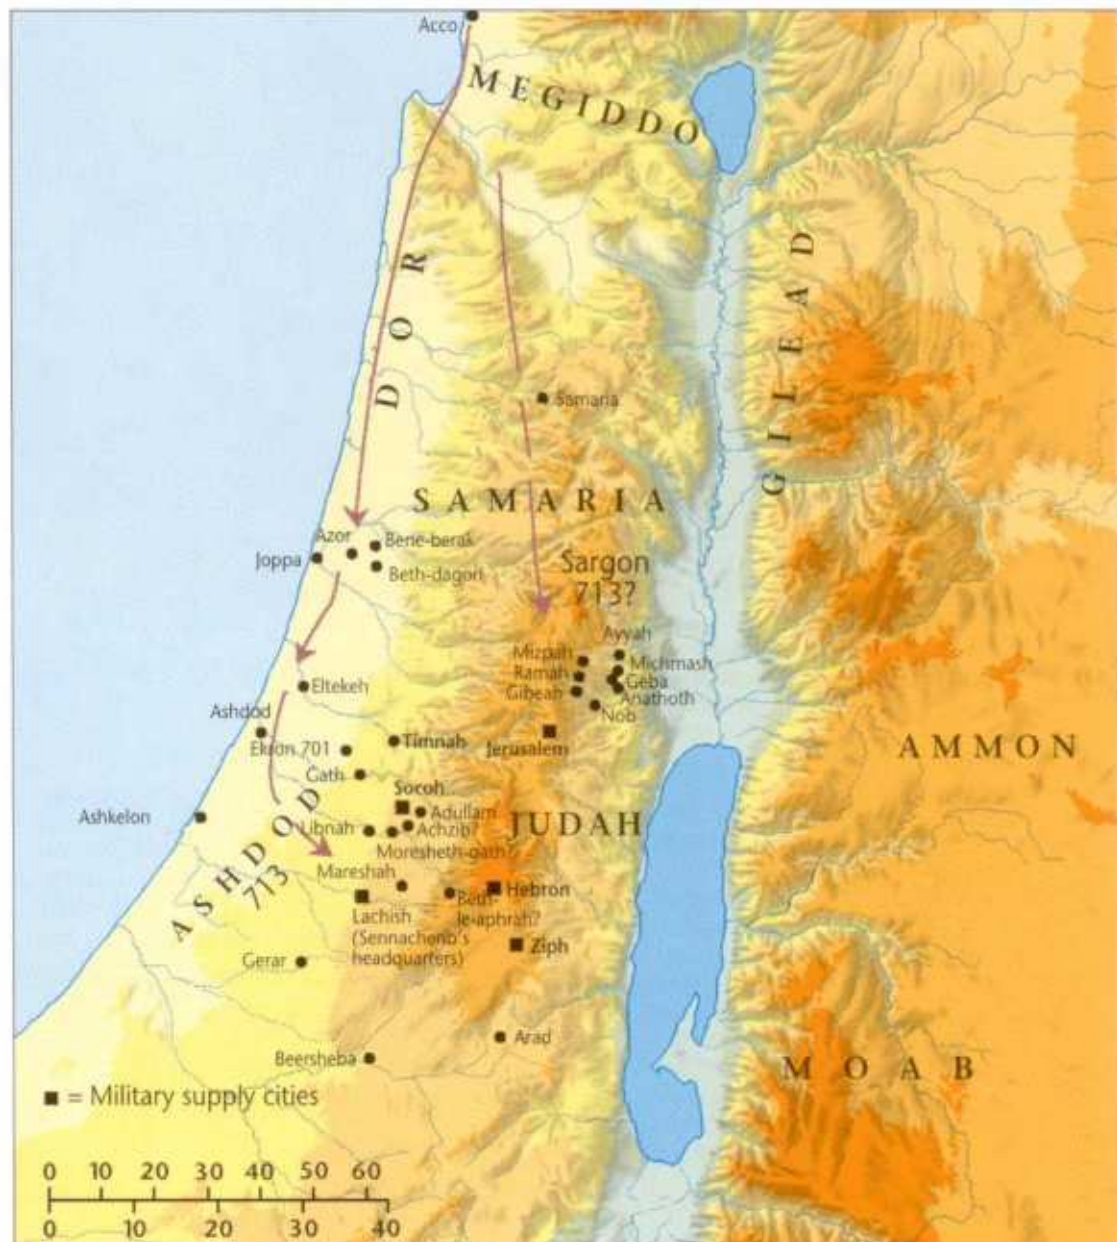 Acco
MEGIDDO
DOR
GILEAD
Samaria
SAMARIA
Azor
Bene-berak
Joppa
Beth-dagon
Sargon
713?
Ayyah
Mizpah
Michmash
Ramah
Geba
Gibeah
Anathoth
Nob
Eltekeh
Ashdod
Ekron 701
Timnah
Jerusalem
AMMON
Gath
Socoh
Ashkelon
Adullam
Libnah
Achzib
JUDAH
Moresheth-gath
ASHDOD
713
Mareshah
Hebron
Beth-
le-aphrah?
Lachish
(Sennacherib's
headquarters)
Ziph
Gerar
Arad
Beersheba
MOAB
= Military supply cities
0 10 20 30 40 50 60
0 10 20 30 40